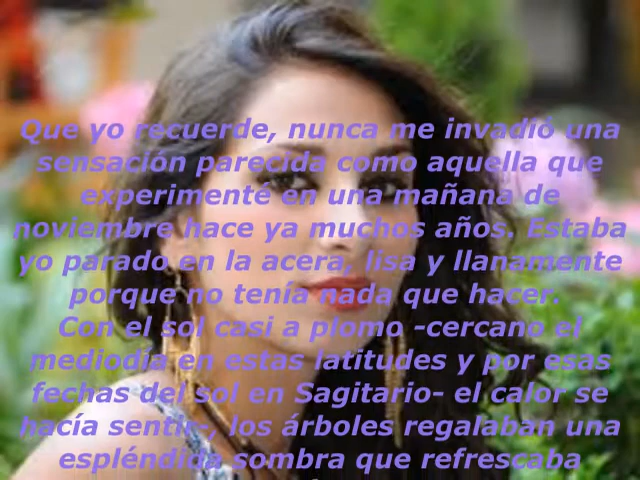 Que yo recuerde, nunca me invadió una
sensación parecida como aquella que
experimenté en una mañana de
noviembre hace ya muchos años. Estaba
yo parado en la acera, lisa y llanamente
porque no tenía nada que hacer.
Con el sol casi a plomo -cercano el
mediodía en estas latitudes y por esas
fechas del sol en Sagitario- el calor se
hacía sentir-, los árboles regalaban una
espléndida sombra que refrescaba